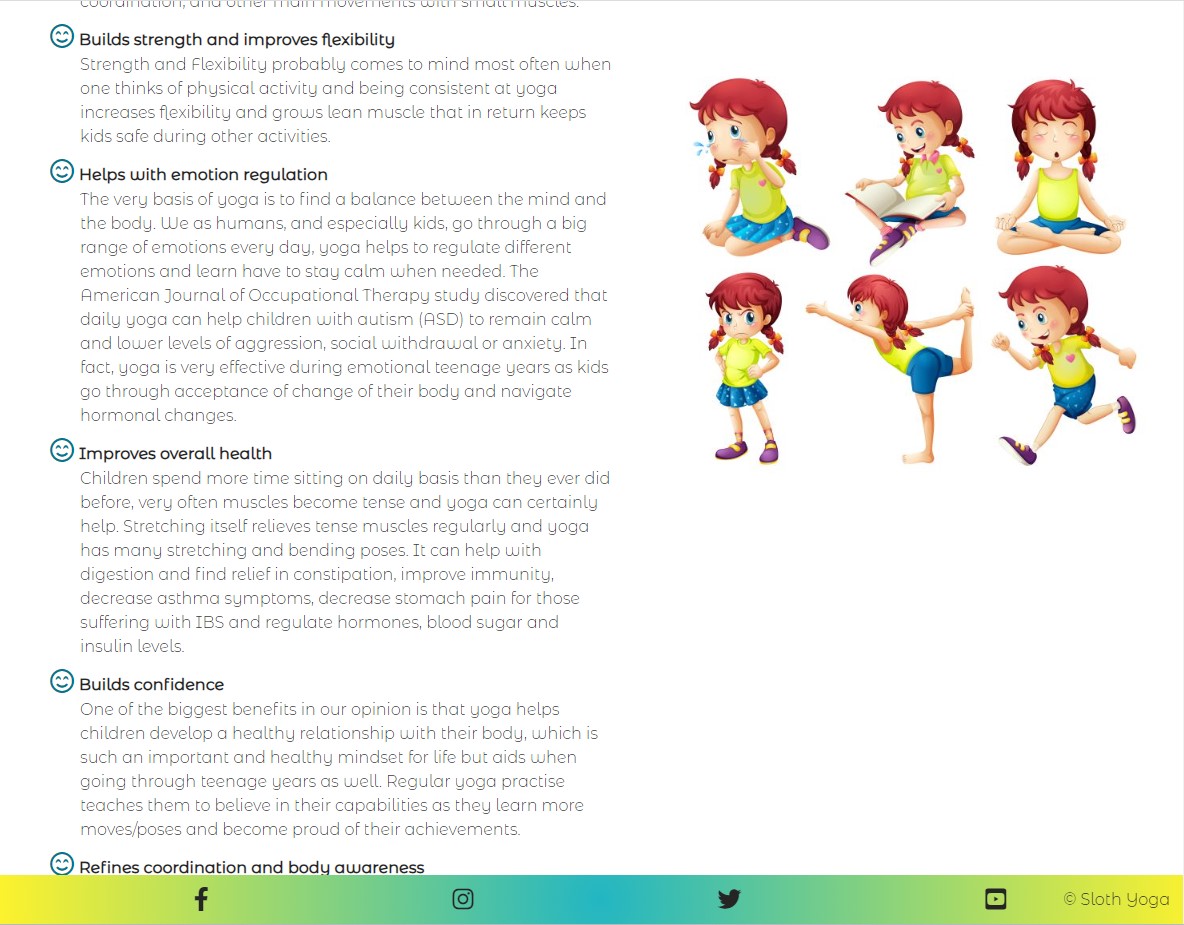 coordination, and other main movements with small muscles.
Builds strength and improves flexibility
Strength and Flexibility probably comes to mind most often when
one thinks of physical activity and being consistent at yoga
increases flexibility and grows lean muscle that in return keeps
kids safe during other activities.
Helps with emotion regulation
The very basis of yoga is to find a balance between the mind and
the body. We as humans, and especially kids, go through a big
range of emotions every day, yoga helps to regulate different
emotions and learn have to stay calm when needed. The
American Journal of Occupational Therapy study discovered that
daily yoga can help children with autism (ASD) to remain calm
and lower levels of aggression, social withdrawal or anxiety. In
fact, yoga is very effective during emotional teenage years as kids
go through acceptance of change of their body and navigate
hormonal changes.
Improves overall health
Children spend more time sitting on daily basis than they ever did
before, very often muscles become tense and yoga can certainly
help. Stretching itself relieves tense muscles regularly and yoga
has many stretching and bending poses. It can help with
digestion and find relief in constipation, improve immunity,
decrease asthma symptoms, decrease stomach pain for those
suffering with IBS and regulate hormones, blood sugar and
insulin levels.
Builds confidence
One of the biggest benefits in our opinion is that yoga helps
children develop a healthy relationship with their body, which is
such an important and healthy mindset for life but aids when
going through teenage years as well. Regular yoga practise
teaches them to believe in their capabilities as they learn more
moves/poses and become proud of their achievements.
Refines coordination and body awareness
© Sloth Yoga